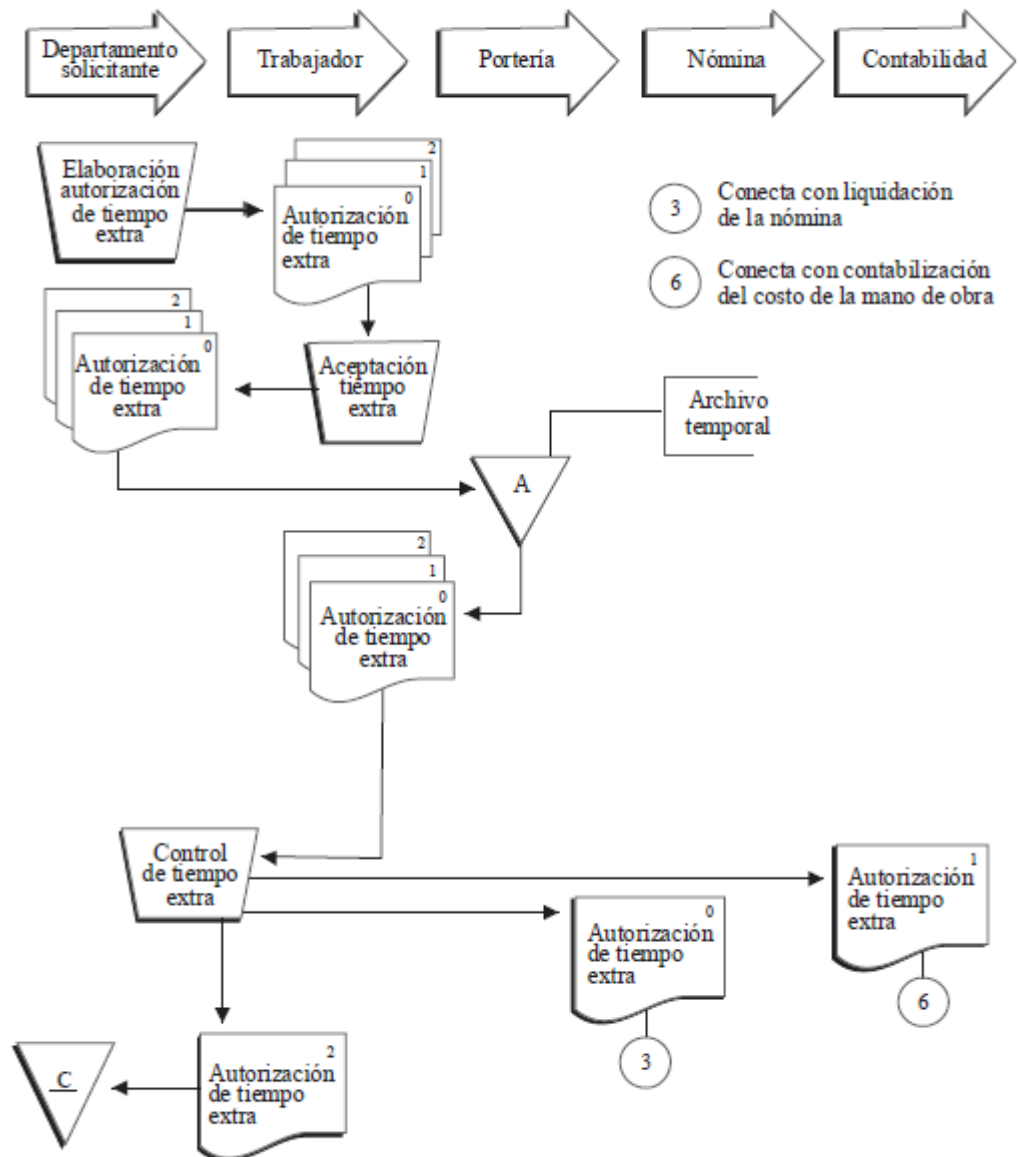 Departamento
solicitante
Trabajador
Portería
Nómina
Contabilidad
Elaboración
autorización
de tiempo
extra
2
1
0
Autorización
de tiempo
extra
3
Conecta con liquidación
de la nómina
6
Conecta con contabilización
del costo de la mano de obra
2
1
0
Autorización
de tiempo
extra
Aceptación
tiempo
extra
Archivo
temporal
A
2
1
0
Autorización
de tiempo
extra
Control
de tiempo
extra
1
Autorización
de tiempo
extra
6
0
Autorización
de tiempo
extra
3
2
Autorización
de tiempo
extra
C